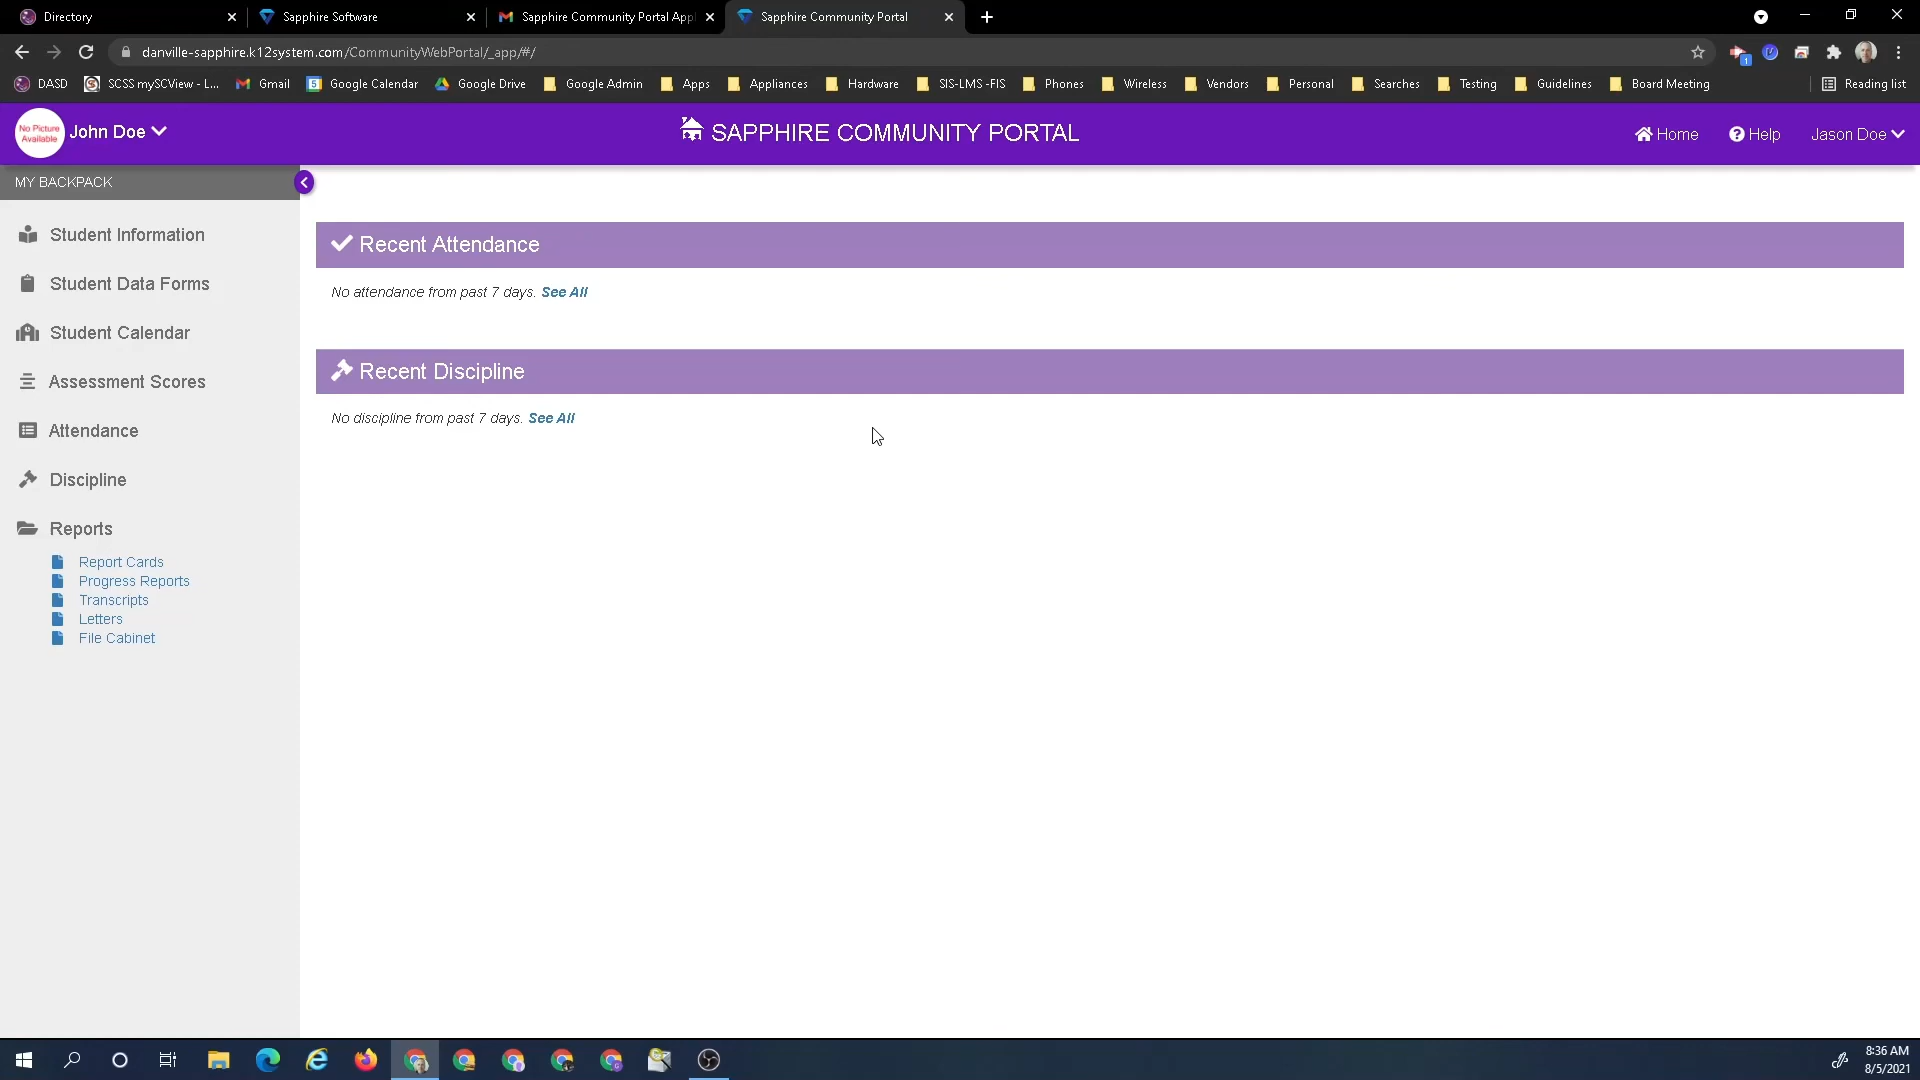 Directory
Sapphire Software
Sapphire Community Portal Appl
Sapphire Community Portal
danville-sapphire.k12system.com/CommunityWebPortal/_app/#/
1
DASD
SCSS mySCView - L...
Gmail
5
Google Calendar
Google Drive
Google Admin
Apps
Appliances
Hardware
SIS-LMS -FIS
Phones
Wireless
Vendors
Personal
Searches
Testing
Guidelines
Board Meeting
Reading list
No Picture
Available
John Doe
SAPPHIRE COMMUNITY PORTAL
Home
Help
Jason Doe
MY BACKPACK
Student Information
Student Data Forms
Student Calendar
Assessment Scores
Attendance
Discipline
Reports
Report Cards
Progress Reports
Transcripts
Letters
File Cabinet
Recent Attendance
No attendance from past 7 days. See All
Recent Discipline
No discipline from past 7 days. See All
8:36 AM
8/5/2021